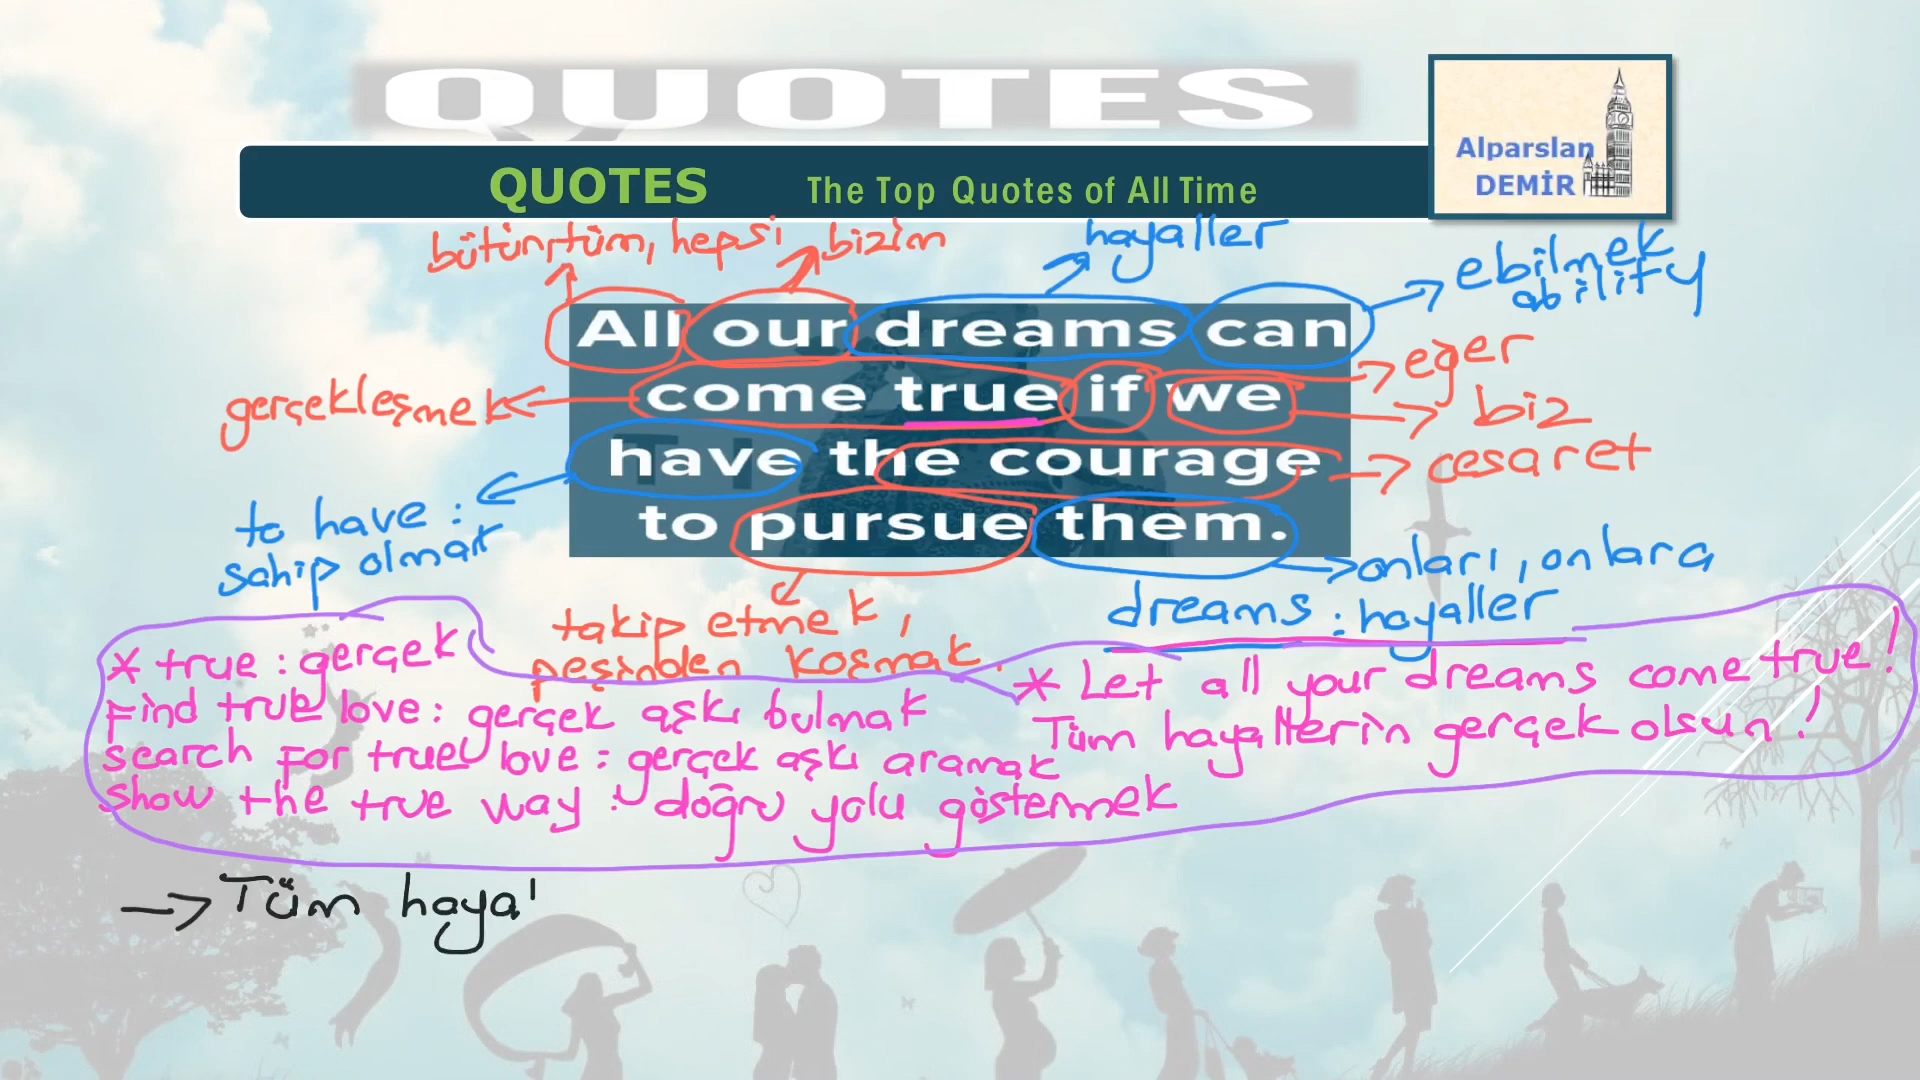 QUOTES
QUOTES The Top Quotes of All Time
Alparslan
DEMİR
bütün, tüm, hepsi
bizim
hayaller
ebilmek
ability
All our dreams can
come true if we
have the courage
to pursue them.
eğer
gerçekleşmek
biz
cesaret
to have :
sahip olmak
onları, onlara
dreams : hayaller
takip etmek,
peşinden koşmak.
* true : gerçek
Find true love : gerçek aşkı bulmak
search for true love : gerçek aşkı aramak
show the true way : doğru yolu göstermek
* Let all your dreams come true!
Tüm hayallerin gerçek olsun!
→ Tüm haya